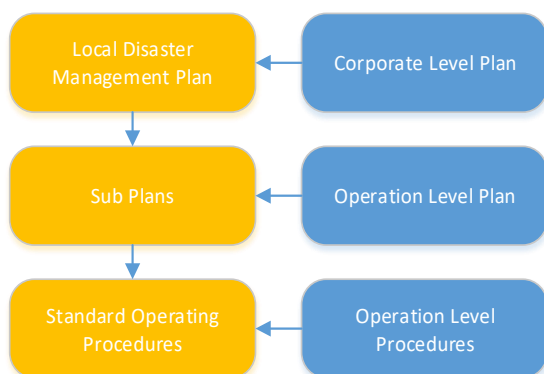 Local Disaster
Management Plan
Corporate Level Plan
Sub Plans
Operation Level Plan
Standard Operating
Procedures
Operation Level
Procedures